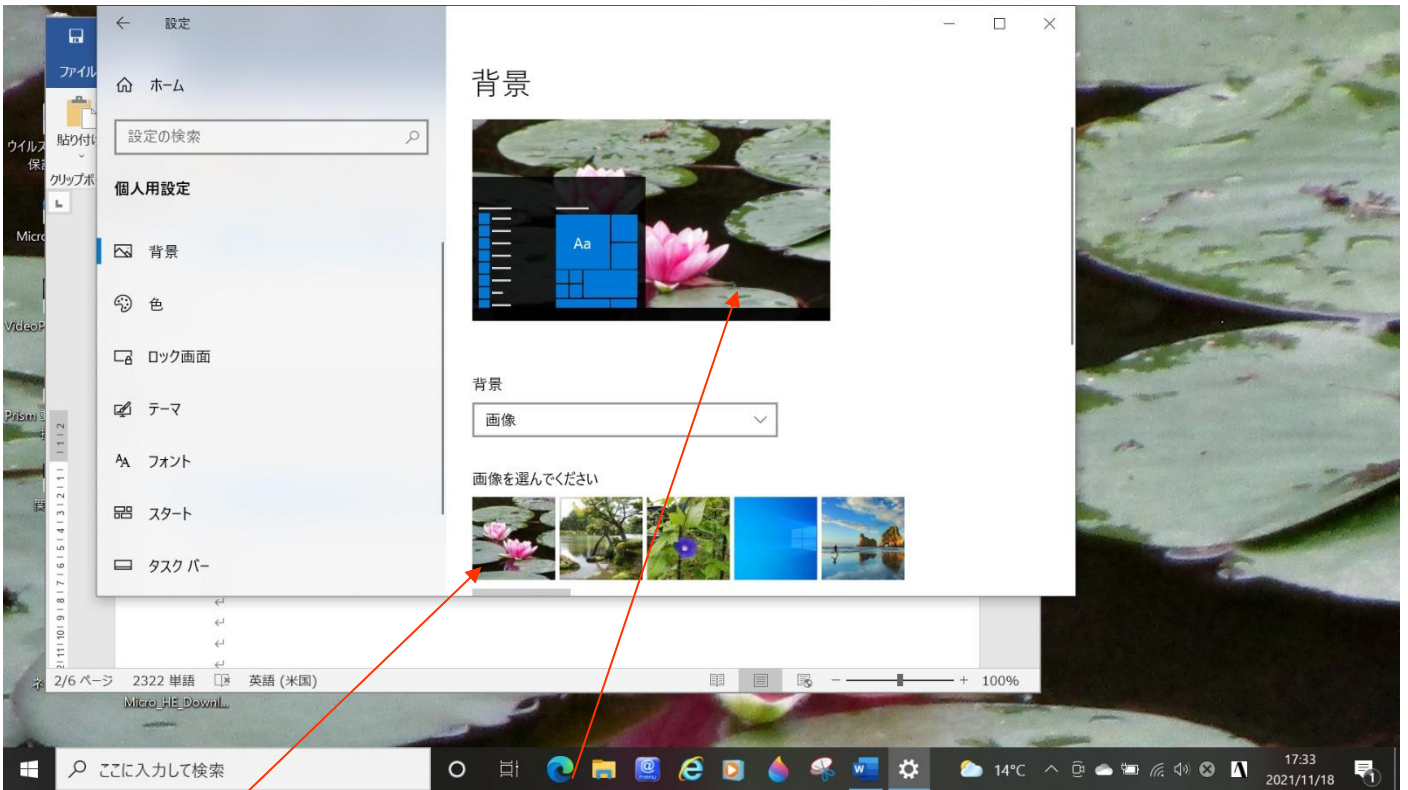 設定
ファイル
ホーム
背景
設定の検索
貼り付け
クリップボ
個人用設定
Aa
背景
色
ロック画面
背景
画像
テーマ
フォント
画像を選んでください
スタート
タスク バー
2/6 ページ 2322 単語 英語 (米国) 100%
Micro_HE_Downl...
ここに入力して検索
menu
14°C
17:33
2021/11/18
1